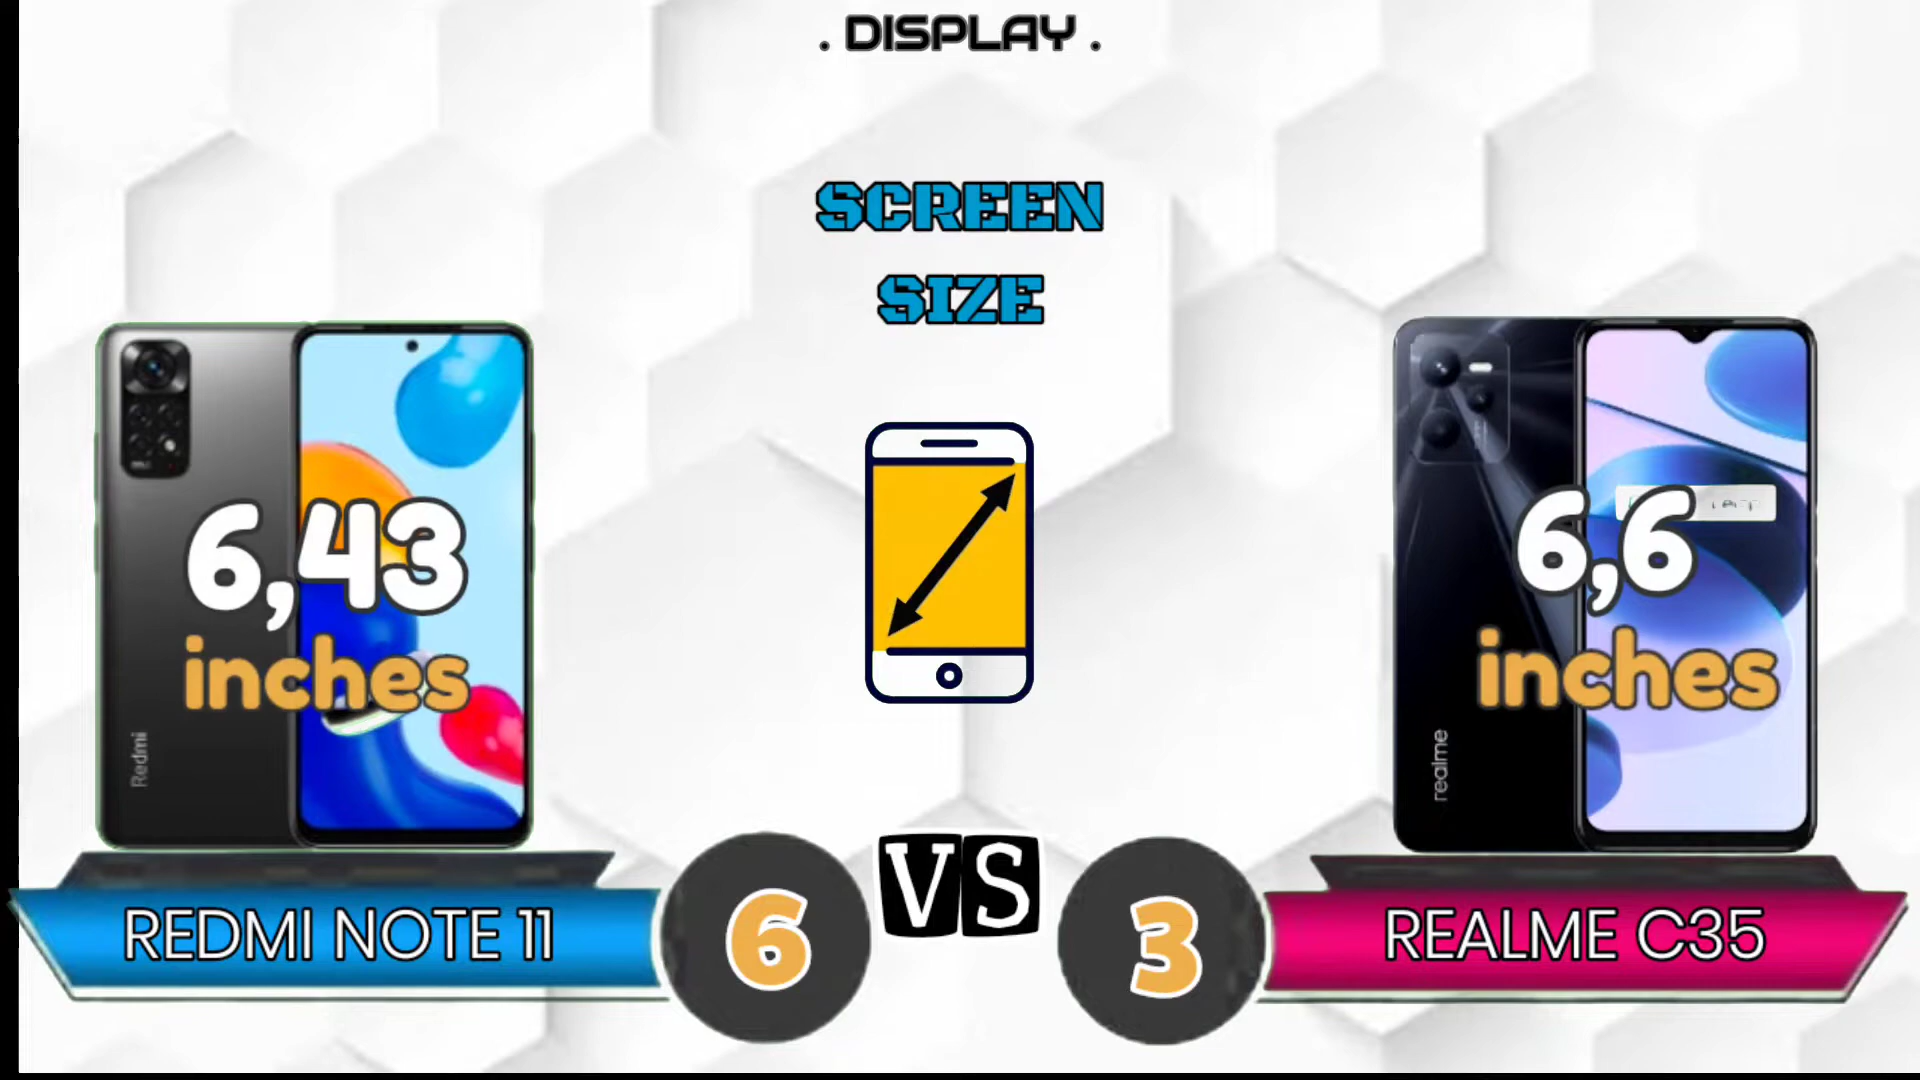 . DISPLAY .
SCREEN
SIZE
6,43
inches
6,6
inches
Redmi
realme
VS
6
3
REDMI NOTE 11
REALME C35